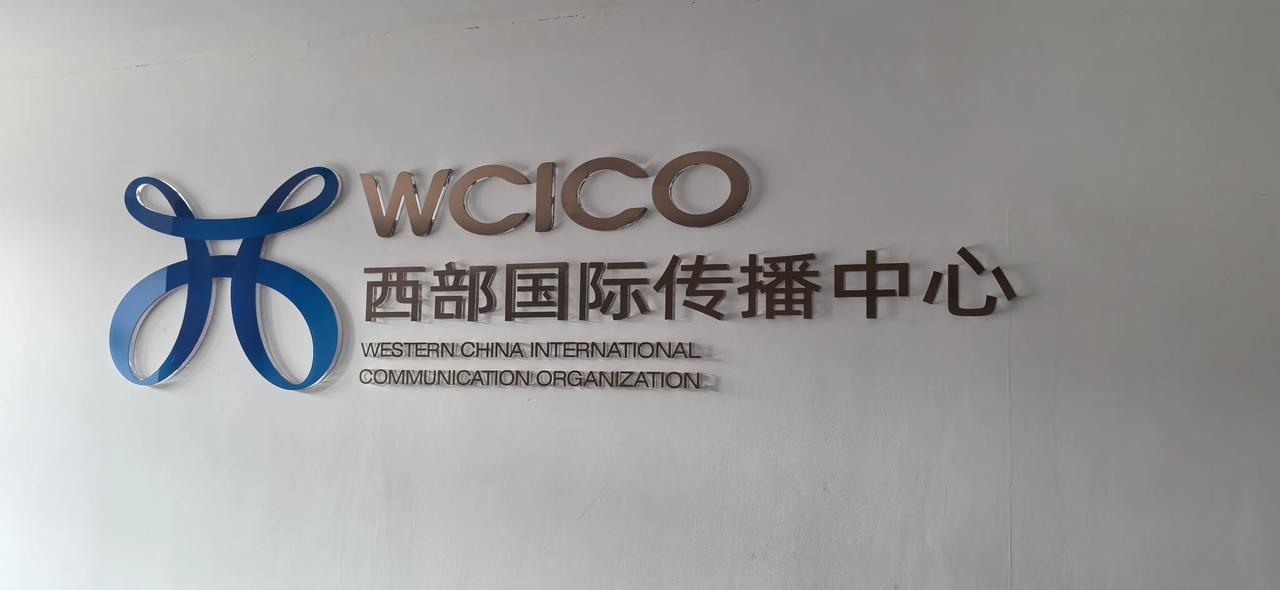 WCICO
西部国际传播中心
WESTERN CHINA INTERNATIONAL
COMMUNICATION ORGANIZATION